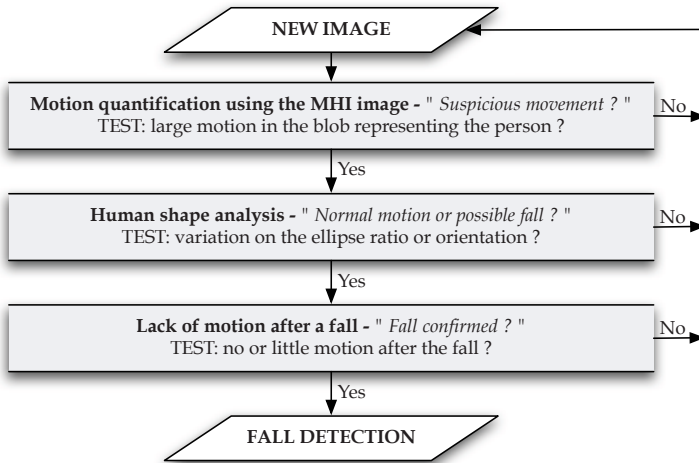 NEW IMAGE
Motion quantification using the MHI image - " Suspicious movement ? "
TEST: large motion in the blob representing the person ?
No
Yes
Human shape analysis - " Normal motion or possible fall ? "
TEST: variation on the ellipse ratio or orientation ?
No
Yes
Lack of motion after a fall - " Fall confirmed ? "
TEST: no or little motion after the fall ?
No
Yes
FALL DETECTION